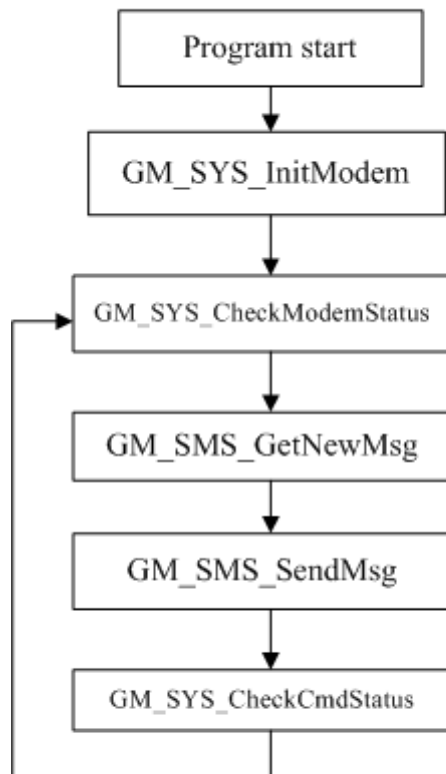 Program start
GM_SYS_InitModem
GM_SYS_CheckModemStatus
GM_SMS_GetNewMsg
GM_SMS_SendMsg
GM_SYS_CheckCmdStatus